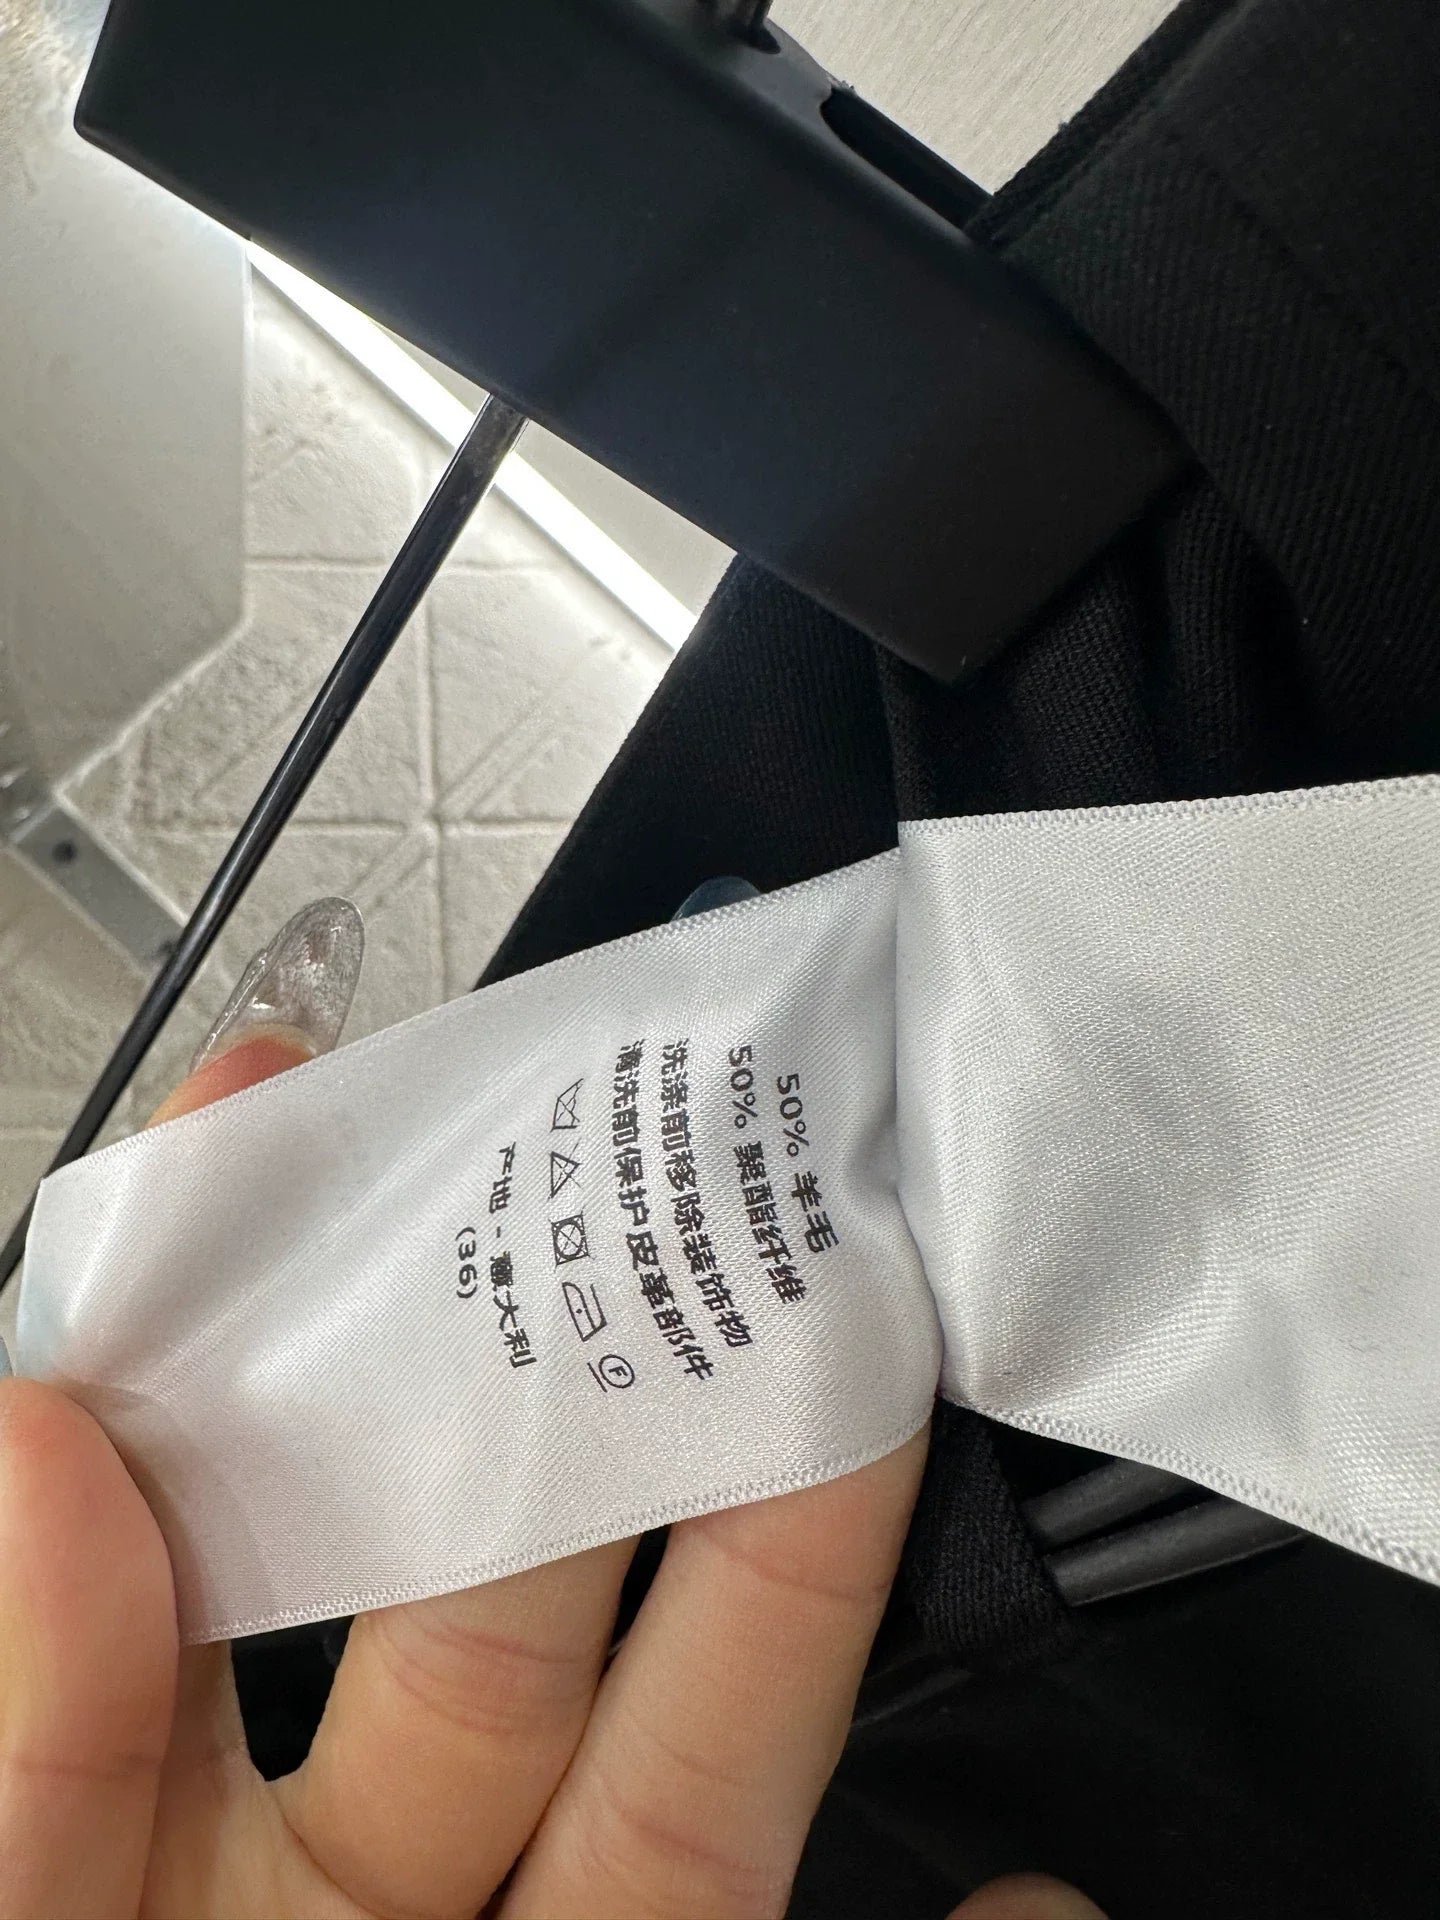 50% 羊毛
50% 聚酯纤维
洗涤前移除装饰物
清洗前保护皮革部件
F
产地 - 意大利
(36)